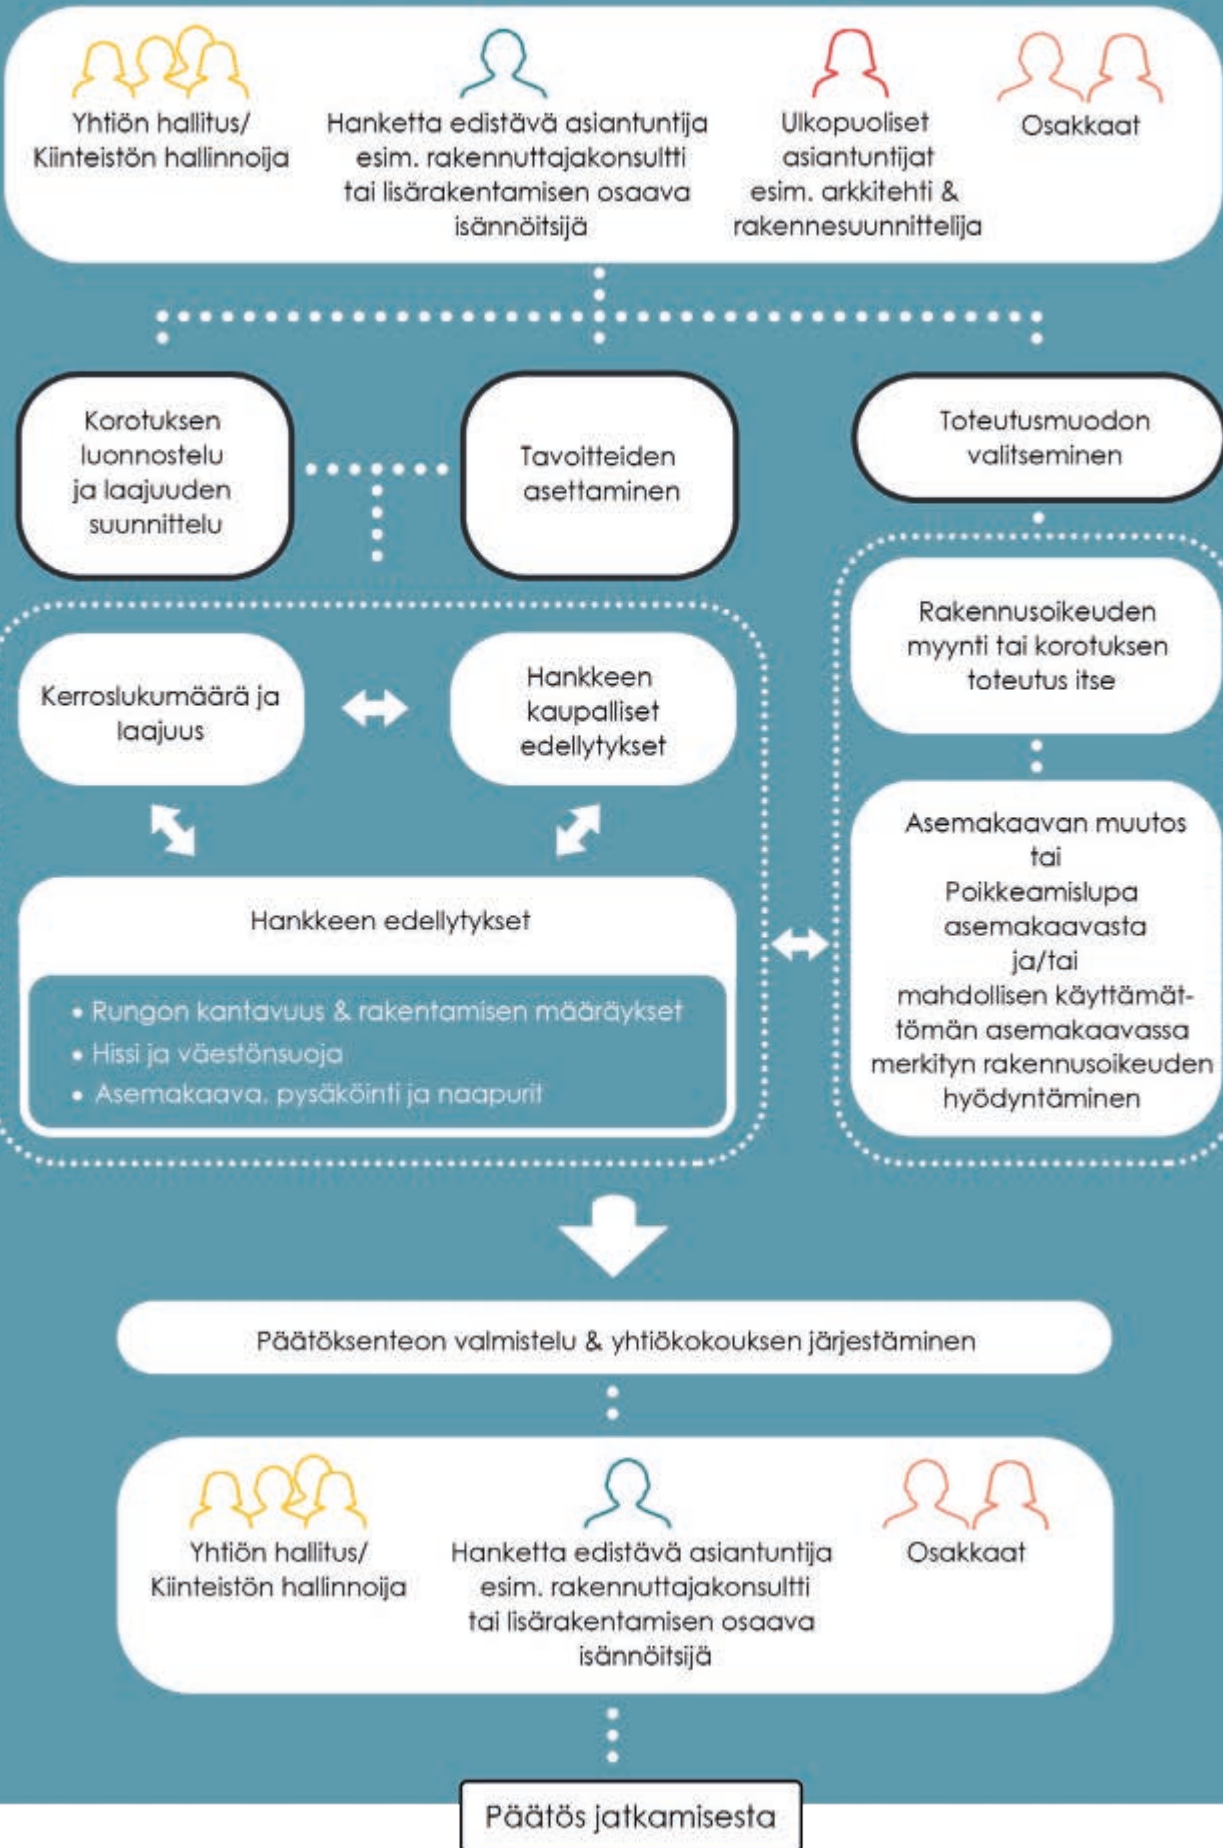 Yhtiön hallitus/
Kiinteistön hallinnoija
Hanketta edistävä asiantuntija
esim. rakennuttajakonsultti
tai lisärakentamisen osaava
isännöitsijä
Ulkopuoliset
asiantuntijat
esim. arkkitehti &
rakennesuunnittelija
Osakkaat
Korotuksen
luonnostelu
ja laajuuden
suunnittelu
Tavoitteiden
asettaminen
Toteutusmuodon
valitseminen
Kerroslukumäärä ja
laajuus
Hankkeen
kaupalliset
edellytykset
Hankkeen edellytykset
• Rungon kantavuus & rakentamisen määräykset
• Hissi ja väestönsuoja
• Asemakaava, pysäköinti ja naapurit
Rakennusoikeuden
myynti tai korotuksen
toteutus itse
Asemakaavan muutos
tai
Poikkeamislupa
asemakaavasta
ja/tai
mahdollisen käyttämät-
tömän asemakaavassa
merkityn rakennusoikeuden
hyödyntäminen
Päätöksenteon valmistelu & yhtiökokouksen järjestäminen
Yhtiön hallitus/
Kiinteistön hallinnoija
Hanketta edistävä asiantuntija
esim. rakennuttajakonsultti
tai lisärakentamisen osaava
isännöitsijä
Osakkaat
Päätös jatkamisesta